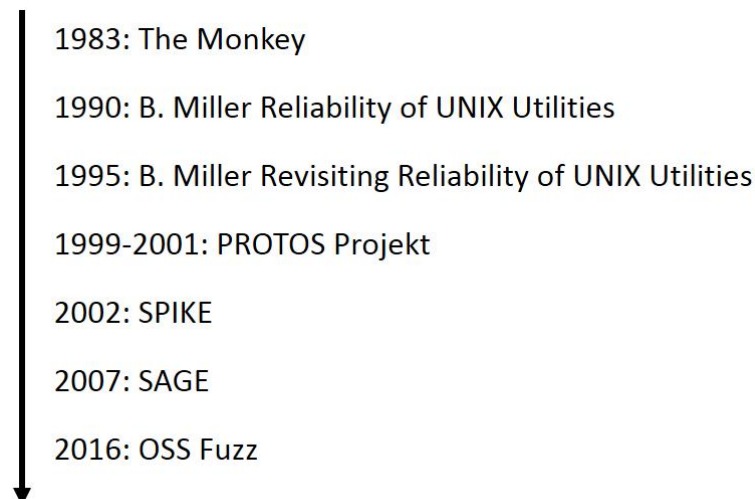 1983: The Monkey
1990: B. Miller Reliability of UNIX Utilities
1995: B. Miller Revisiting Reliability of UNIX Utilities
1999-2001: PROTOS Projekt
2002: SPIKE
2007: SAGE
2016: OSS Fuzz